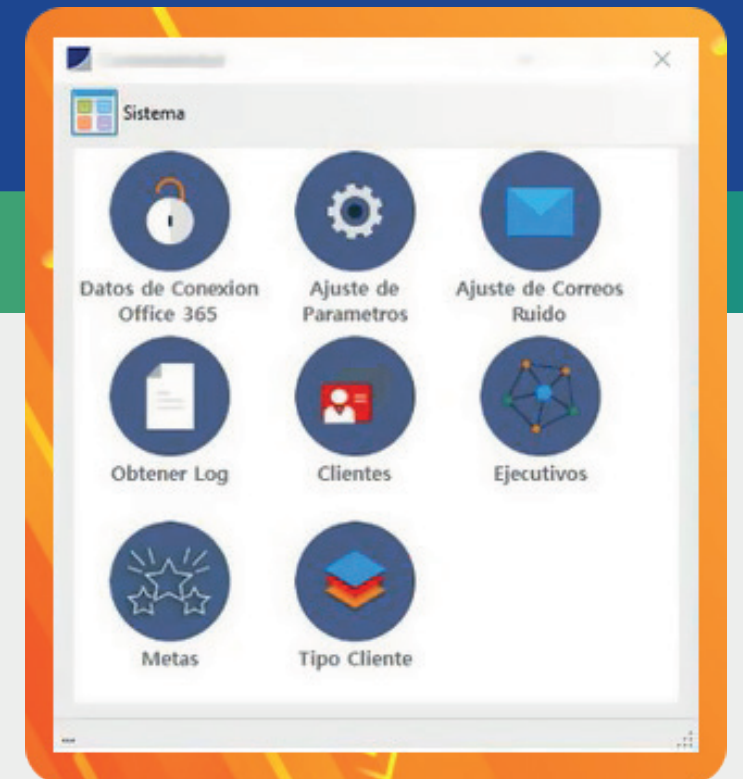 Sistema
Datos de Conexion
Office 365
Ajuste de
Parametros
Ajuste de Correos
Ruido
Obtener Log
Clientes
Ejecutivos
Metas
Tipo Cliente